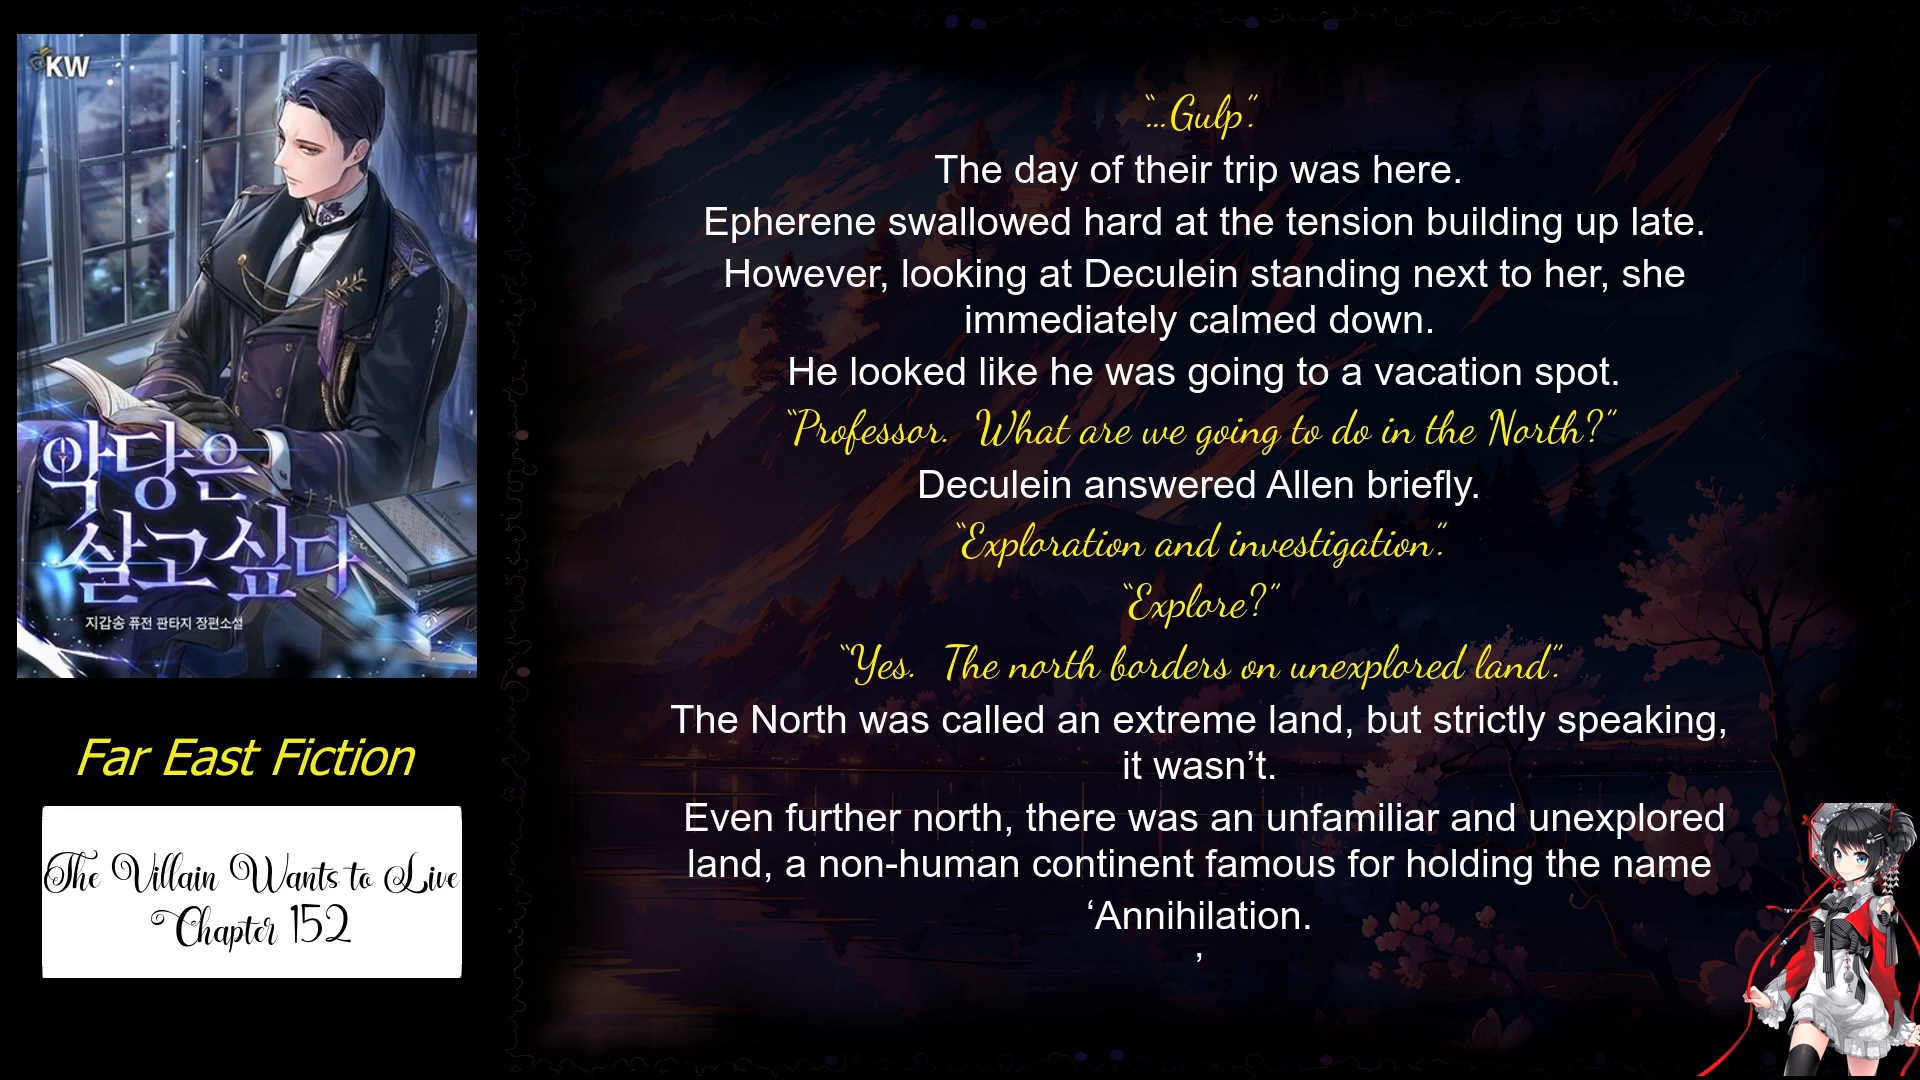 KW
악당은
살고싶다
지갑송 퓨전 판타지 장편소설
Far East Fiction
The Villain Wants to Live
Chapter 152
“...Gulp.”
The day of their trip was here.
Epherene swallowed hard at the tension building up late.
However, looking at Deculein standing next to her, she
immediately calmed down.
He looked like he was going to a vacation spot.
“Professor. What are we going to do in the North?”
Deculein answered Allen briefly.
“Exploration and investigation.”
“Explore?”
“Yes. The north borders on unexplored land.”
The North was called an extreme land, but strictly speaking,
it wasn’t.
Even further north, there was an unfamiliar and unexplored
land, a non-human continent famous for holding the name
‘Annihilation.
’